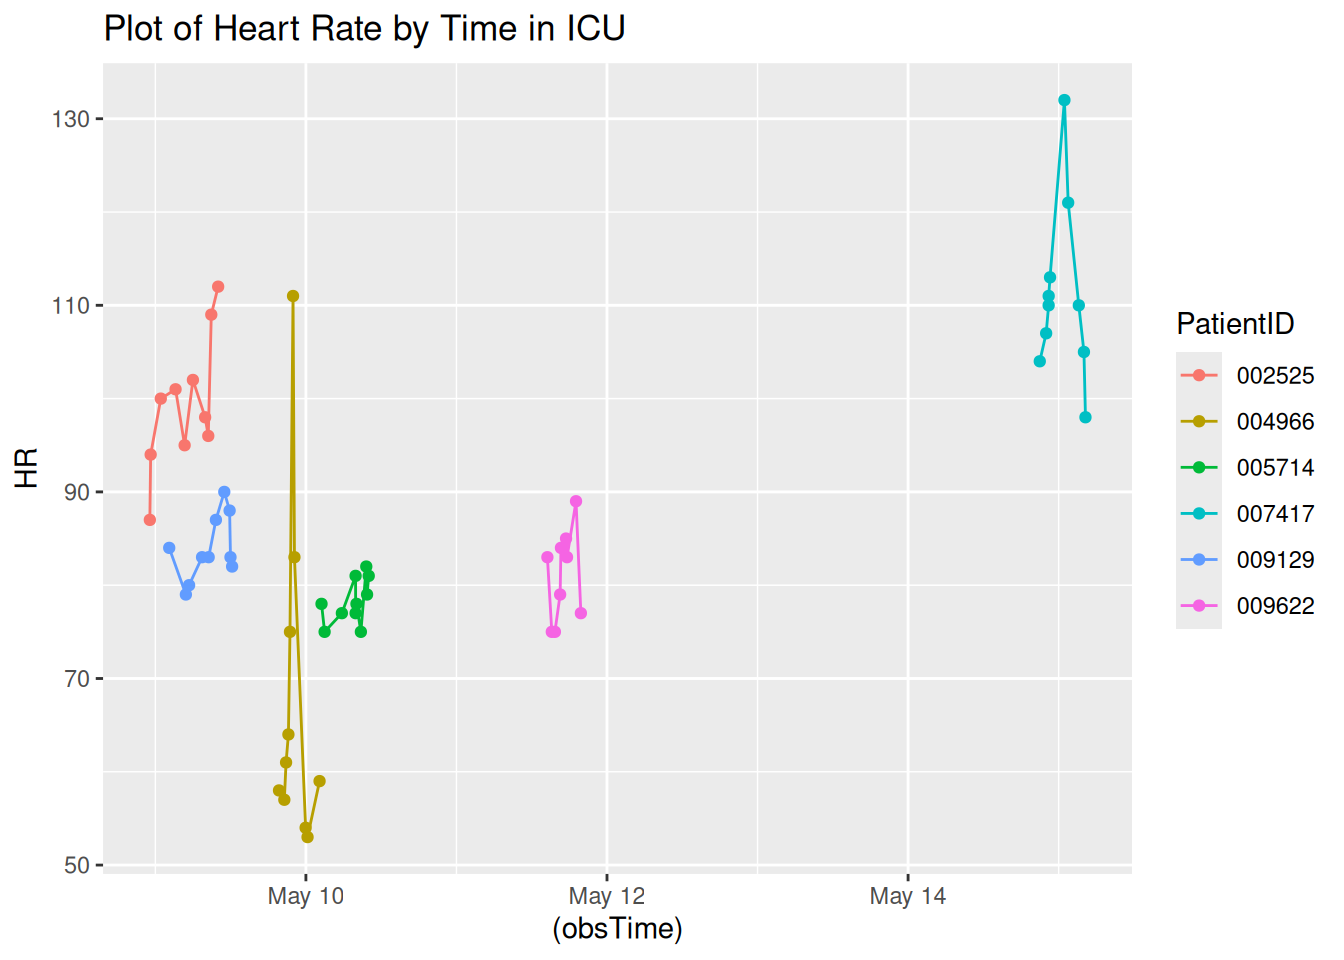 Plot of Heart Rate by Time in ICU
130
110
90
70
50
HR
May 10
May 12
May 14
(obsTime)
PatientID
002525
004966
005714
007417
009129
009622